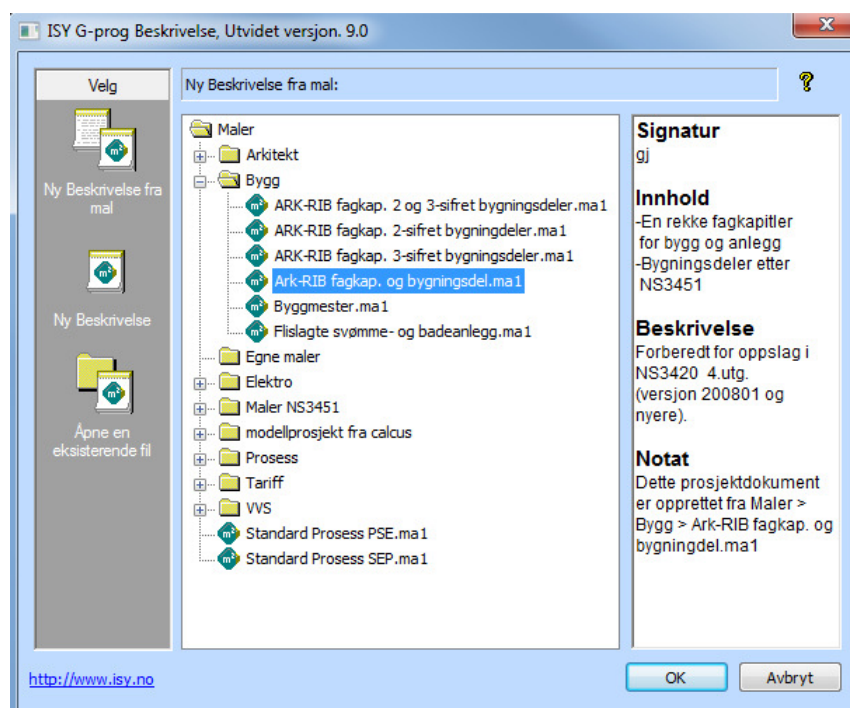 ISY G-prog Beskrivelse, Utvidet versjon. 9.0
x
Velg
Ny Beskrivelse fra
mal
Ny Beskrivelse
Åpne en
eksisterende fil
Ny Beskrivelse fra mal:
?
Maler
Arkitekt
Bygg
ARK-RIB fagkap. 2 og 3-sifret bygningsdeler.ma1
ARK-RIB fagkap. 2-sifret bygningdeler.ma1
ARK-RIB fagkap. 3-sifret bygningsdeler.ma1
Ark-RIB fagkap. og bygningsdel.ma1
Byggmester.ma1
Flislagte svømme- og badeanlegg.ma1
Egne maler
Elektro
Maler NS3451
modellprosjekt fra calcus
Prosess
Tariff
VVS
Standard Prosess PSE.ma1
Standard Prosess SEP.ma1
Signatur
gj
Innhold
-En rekke fagkapitler
for bygg og anlegg
-Bygningsdeler etter
NS3451
Beskrivelse
Forberedt for oppslag i
NS3420 4.utg.
(versjon 200801 og
nyere).
Notat
Dette prosjektdokument
er opprettet fra Maler >
Bygg > Ark-RIB fagkap. og
bygningdel.ma1
http://www.isy.no
OK
Avbryt